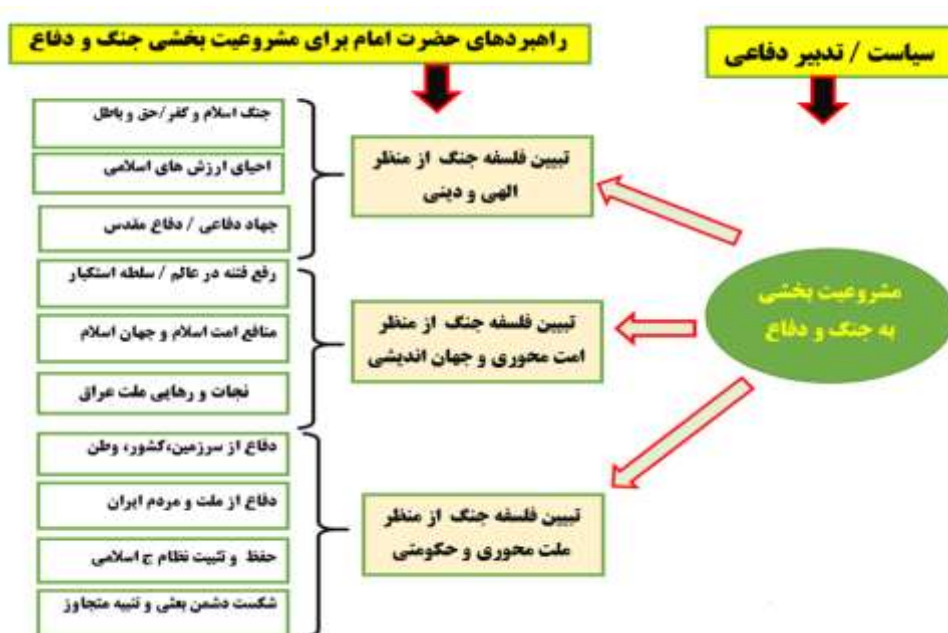 سیاست / تدبیر دفاعی
راهبردهای حضرت امام برای مشروعیت بخشی جنگ و دفاع
مشروعیت بخشی
به جنگ و دفاع
تبیین فلسفه جنگ از منظر
الهی و دینی
جنگ اسلام و کفر/حق و باطل
احیای ارزش های اسلامی
جهاد دفاعی / دفاع مقدس
تبیین فلسفه جنگ از منظر
امت محوری و جهان اندیشی
رفع فتنه در عالم / سلطه استکبار
منافع امت اسلام و جهان اسلام
نجات و رهایی ملت عراق
تبیین فلسفه جنگ از منظر
ملت محوری و حکومتی
دفاع از سرزمین،کشور، وطن
دفاع از ملت و مردم ایران
حفظ و تثبیت نظام ج اسلامی
شکست دشمن بعثی و تنبیه متجاوز